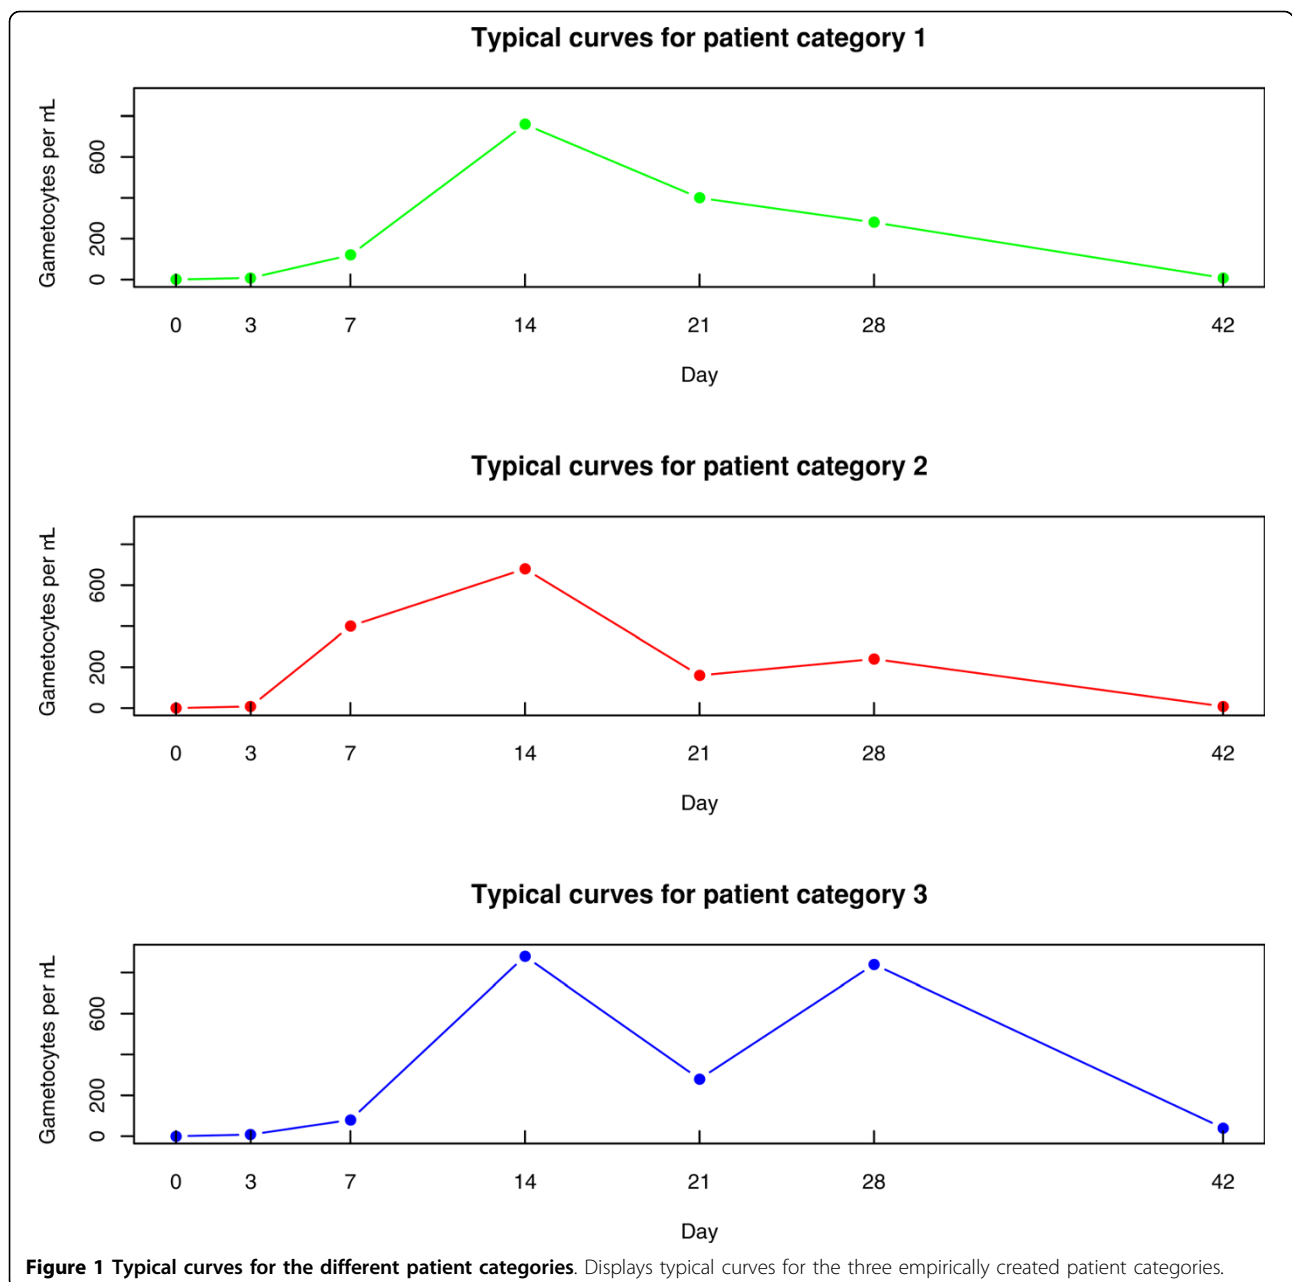 Typical curves for patient category 1
Gametocytes per mL
600
200
0
0 3 7 14 21 28 42
Day
Typical curves for patient category 2
Gametocytes per mL
600
200
0
0 3 7 14 21 28 42
Day
Typical curves for patient category 3
Gametocytes per mL
600
200
0
0 3 7 14 21 28 42
Day
Figure 1 Typical curves for the different patient categories. Displays typical curves for the three empirically created patient categories.